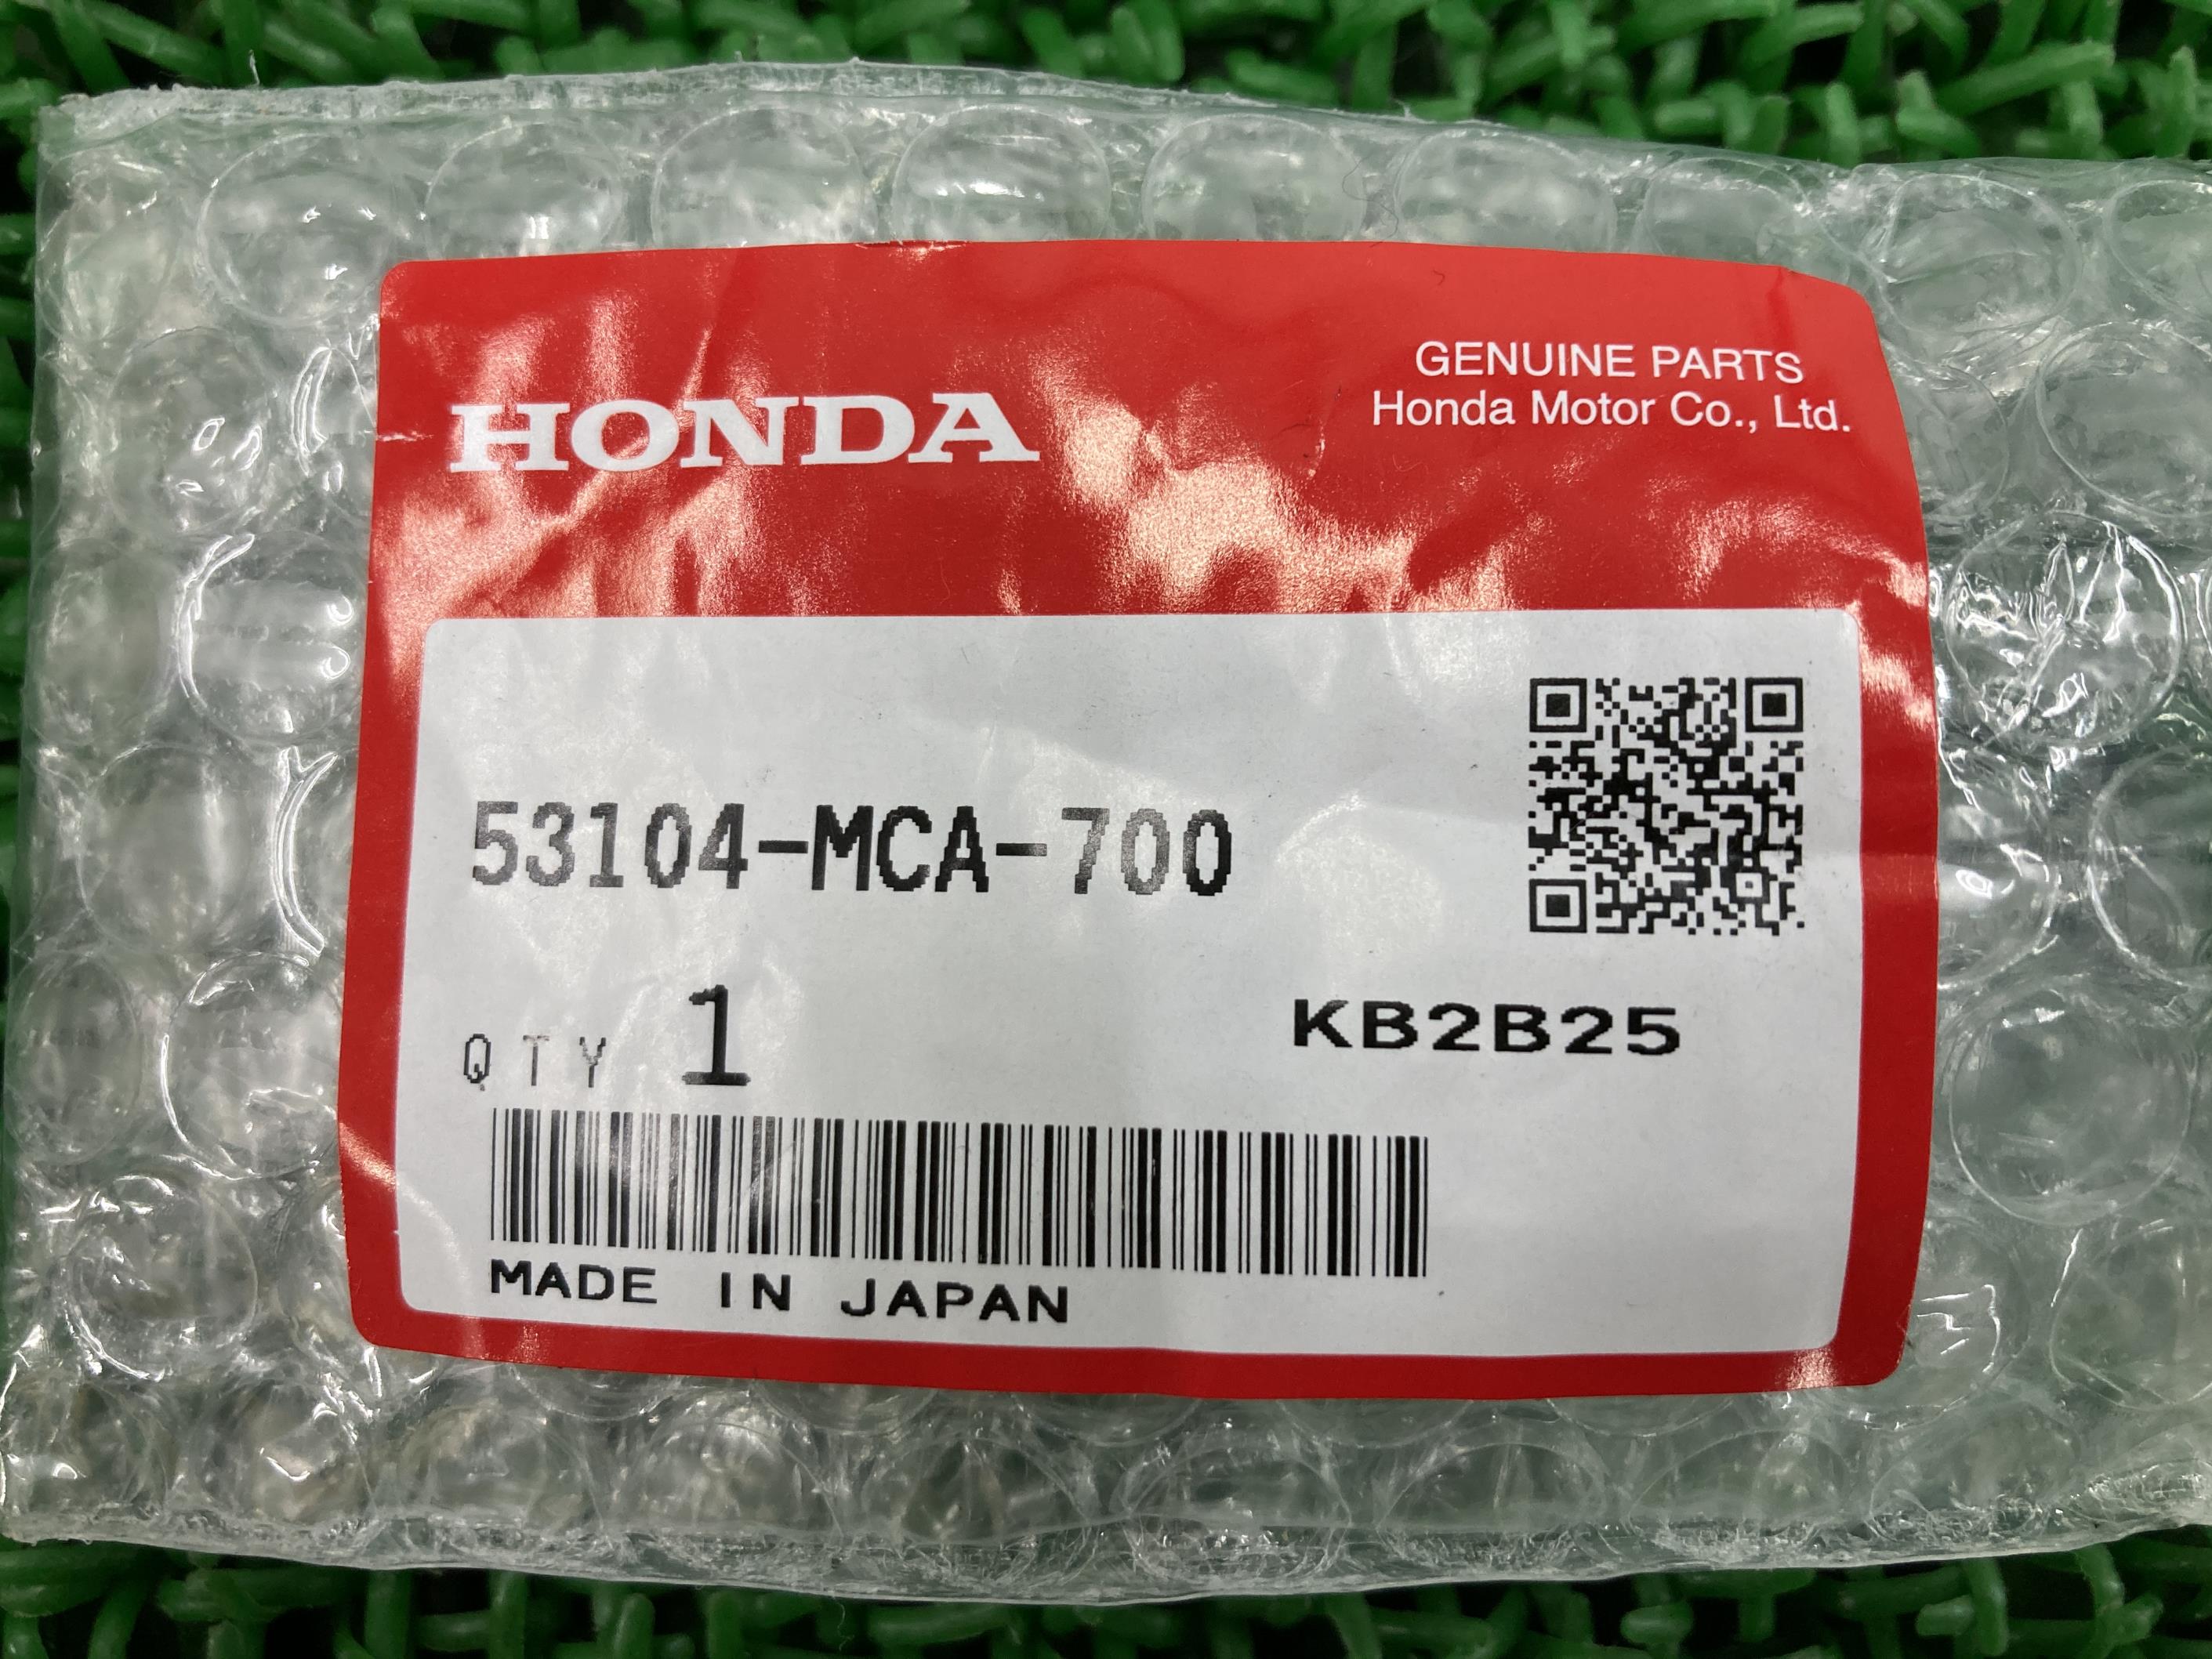 HONDA
GENUINE PARTS
Honda Motor Co., Ltd.
53104-MCA-700
QTY 1
KB2B25
MADE IN JAPAN